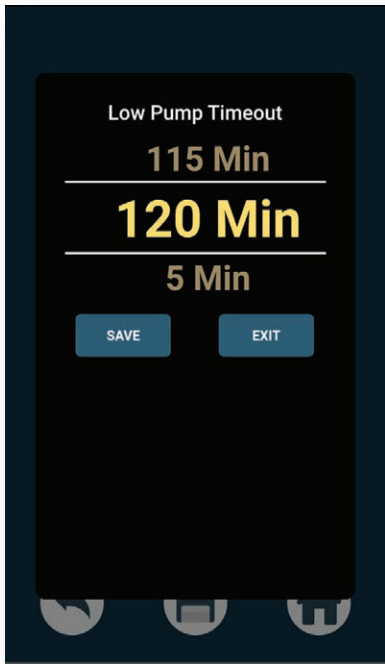 Low Pump Timeout
115 Min
120 Min
5 Min
SAVE EXIT